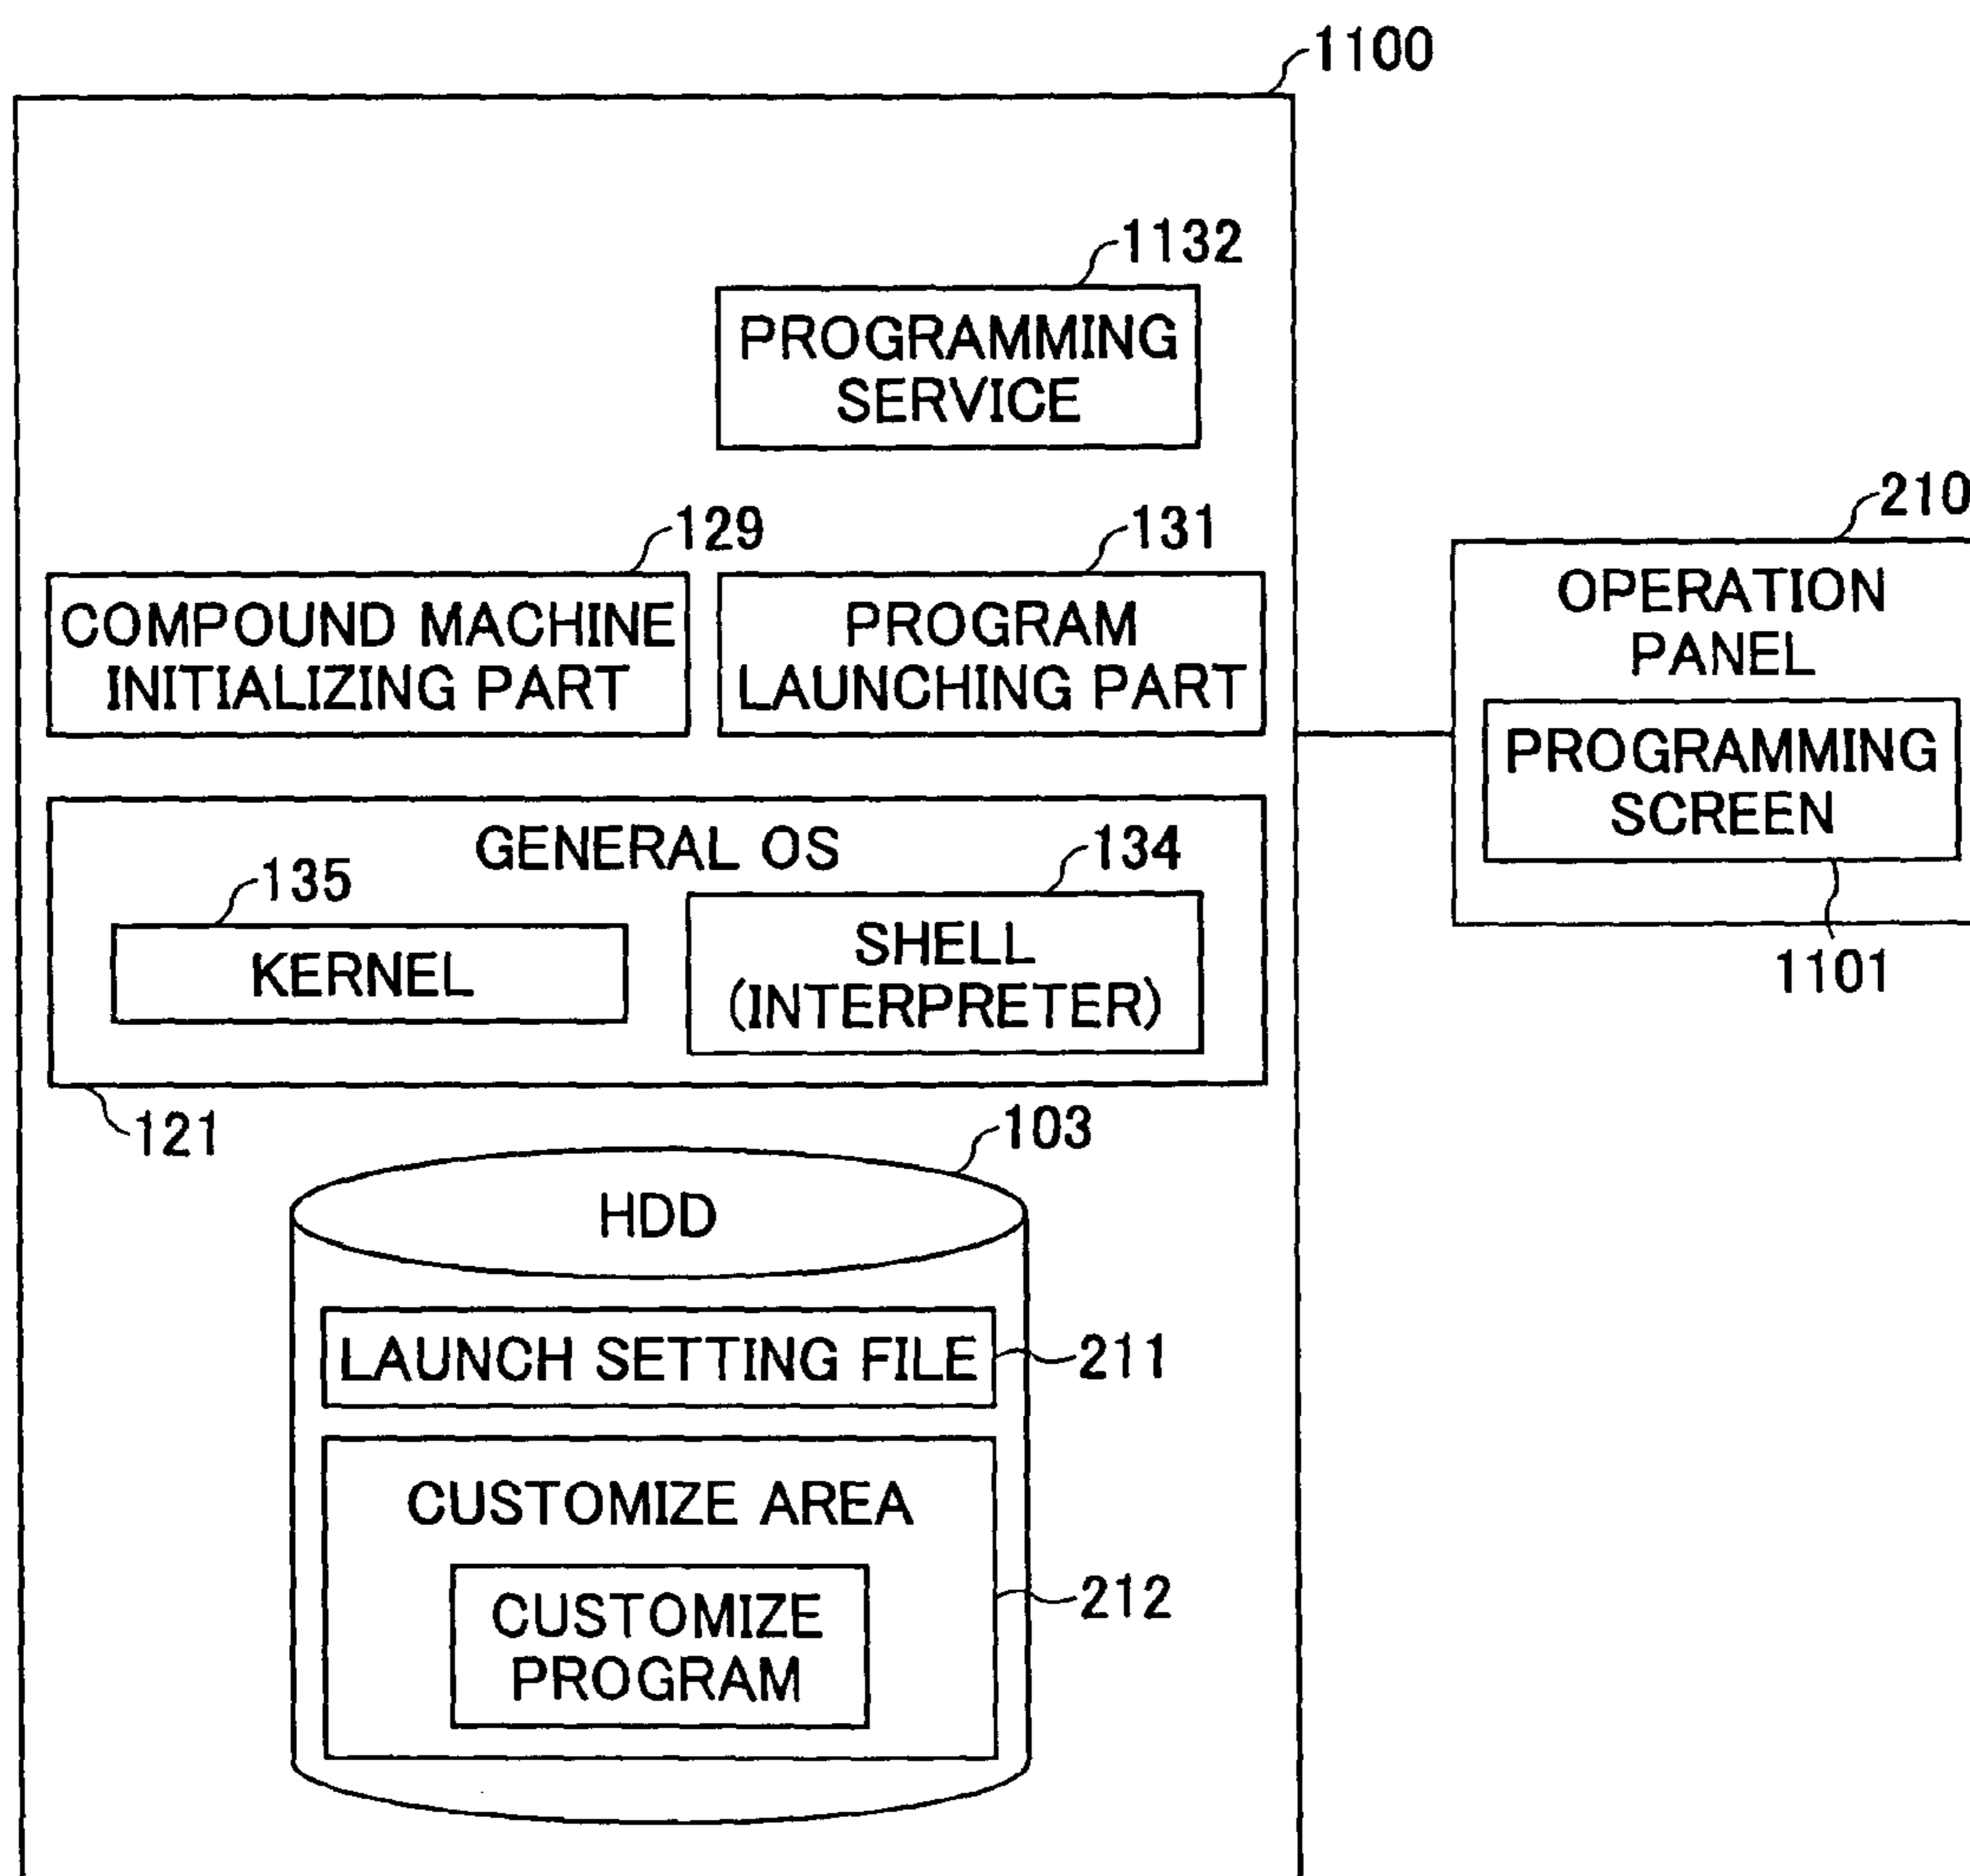 1100
1132
PROGRAMMING
SERVICE
129
COMPOUND MACHINE
INITIALIZING PART
131
PROGRAM
LAUNCHING PART
210
OPERATION
PANEL
PROGRAMMING
SCREEN
1101
GENERAL OS
135
KERNEL
134
SHELL
(INTERPRETER)
121
103
HDD
LAUNCH SETTING FILE
211
CUSTOMIZE AREA
212
CUSTOMIZE
PROGRAM